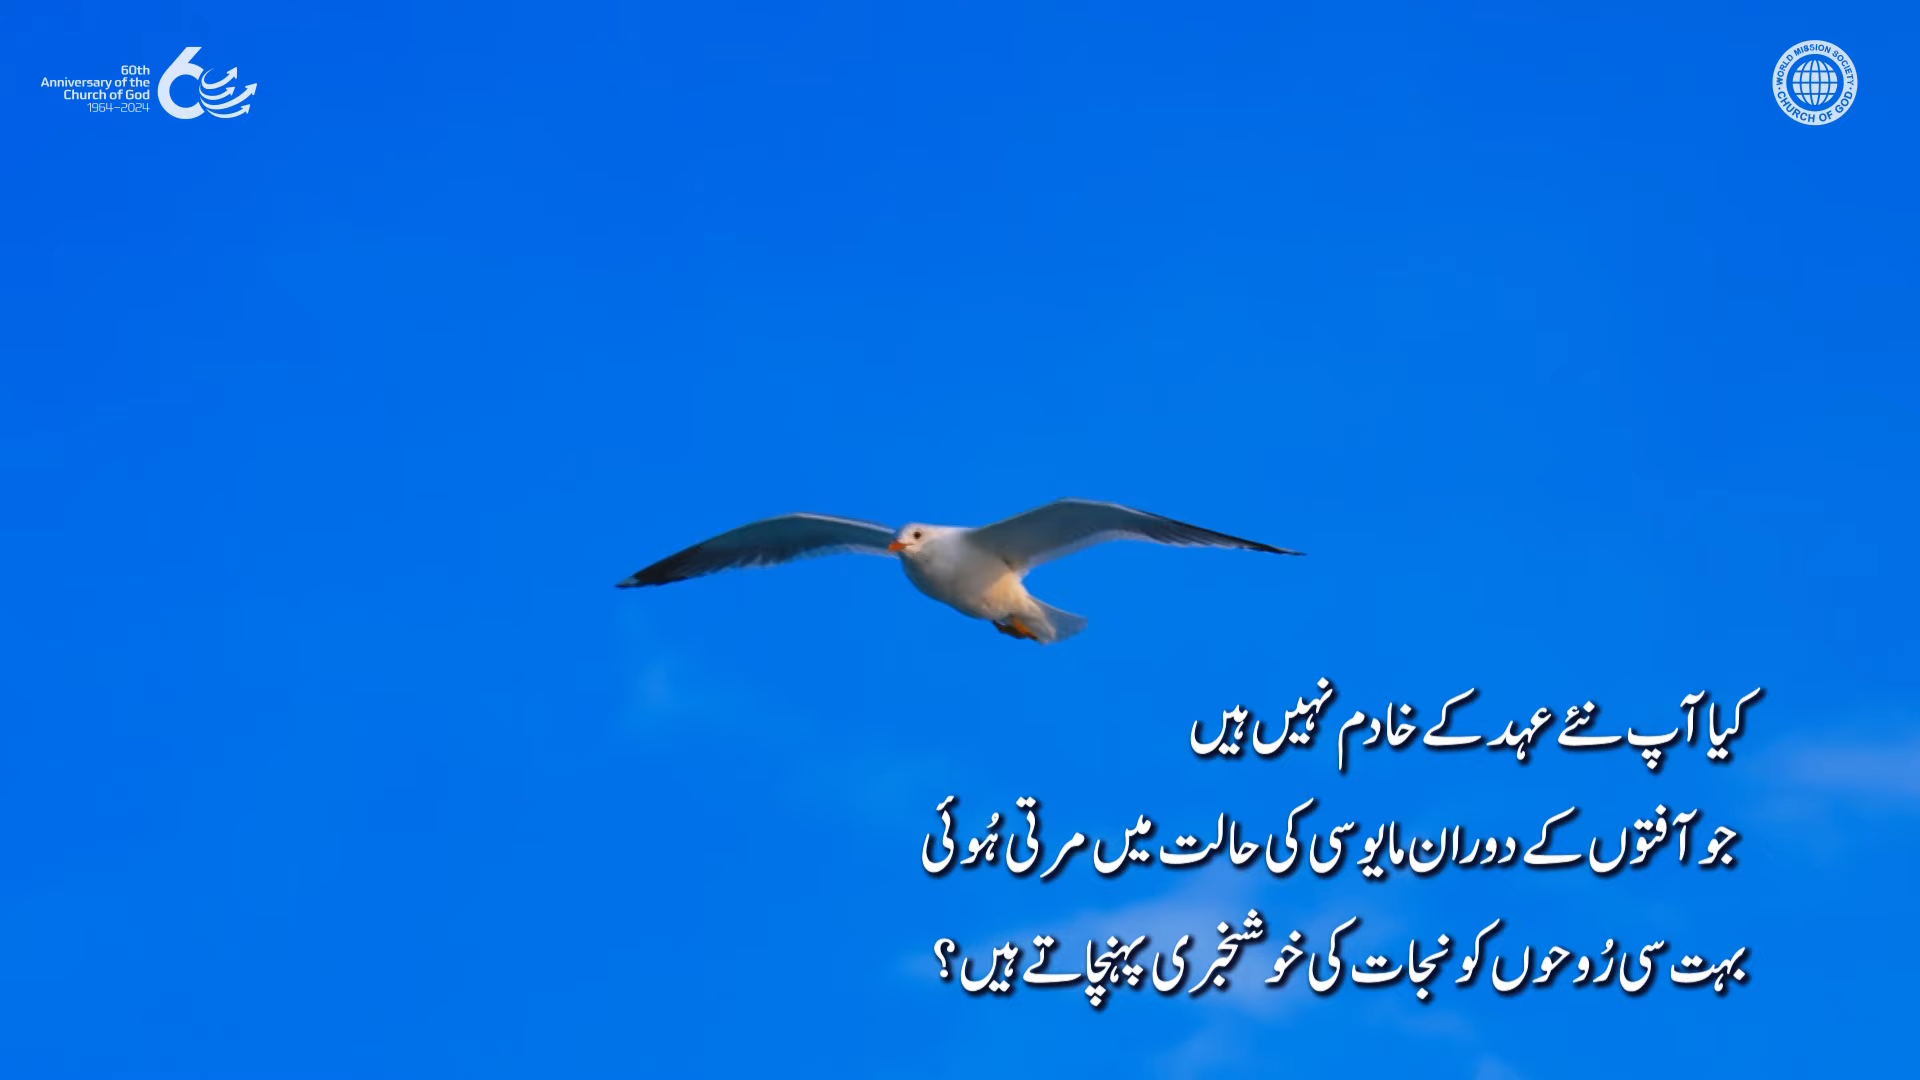 60th
Anniversary of the
Church of God
1964–2024
WORLD MISSION SOCIETY
CHURCH OF GOD
کیا آپ نئے عہد کے خادم نہیں ہیں
جو آفتوں کے دوران مایوسی کی حالت میں مرتی ہُوئی
بہت سی رُوحوں کو نجات کی خوشخبری پہنچاتے ہیں؟